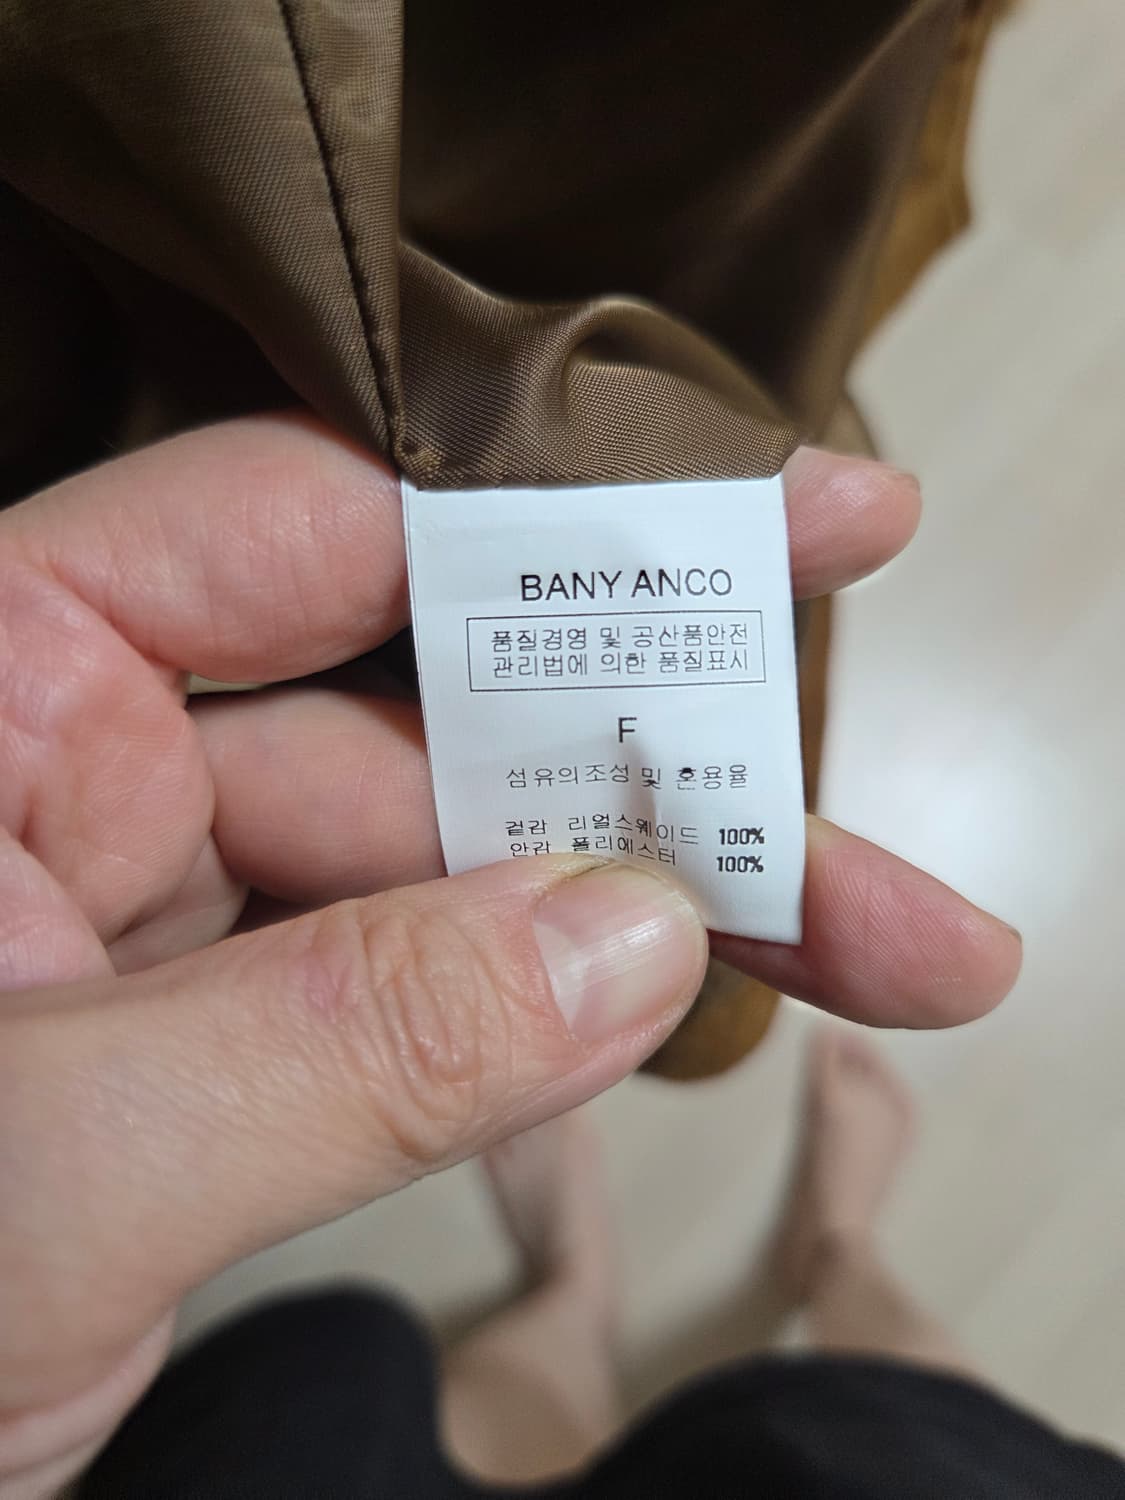 BANY ANCO
품질경영 및 공산품안전
관리법에 의한 품질표시
F
섬유의조성 및 혼용율
겉감 리얼스웨이드 100%
안감 폴리에스터 100%